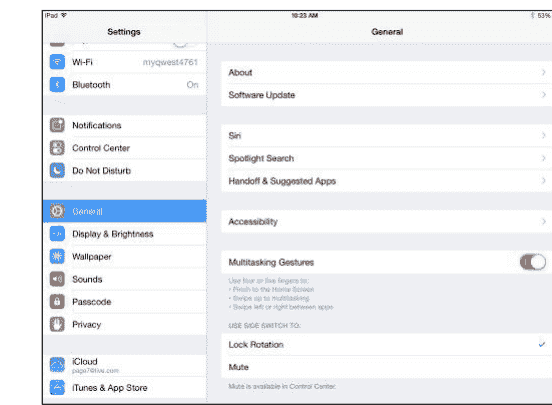 iPad
10:23 AM
53%
Settings
General
Wi-Fi
myqwest4761
Bluetooth
On
Notifications
Control Center
Do Not Disturb
General
Display & Brightness
Wallpaper
Sounds
Passcode
Privacy
iCloud
page7@live.com
iTunes & App Store
About
Software Update
Siri
Spotlight Search
Handoff & Suggested Apps
Accessibility
Multitasking Gestures
Use four or five fingers to:
• Pinch to the Home Screen
• Swipe up to multitasking
• Swipe left or right between apps
USE SIDE SWITCH TO:
Lock Rotation
Mute
Mute is available in Control Center.